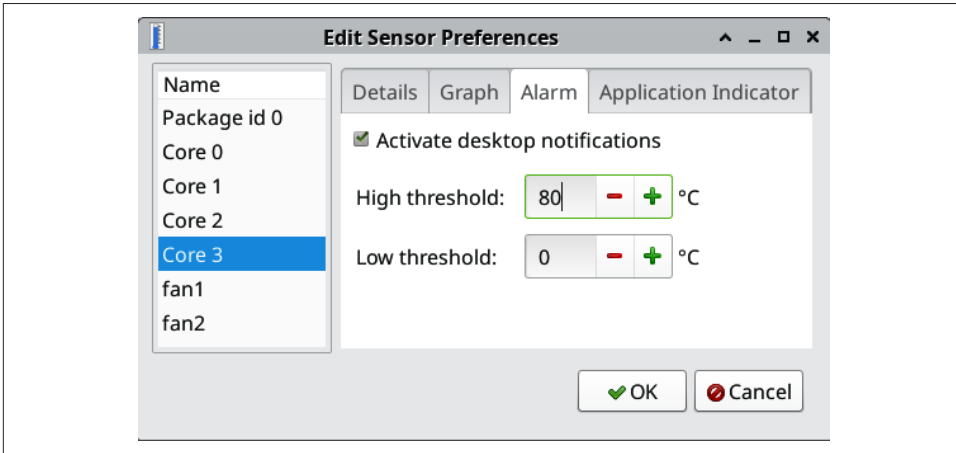 Edit Sensor Preferences
Name
Package id 0
Core 0
Core 1
Core 2
Core 3
fan1
fan2
Details Graph Alarm Application Indicator
Activate desktop notifications
High threshold: 80 °C
Low threshold: 0 °C
OK Cancel